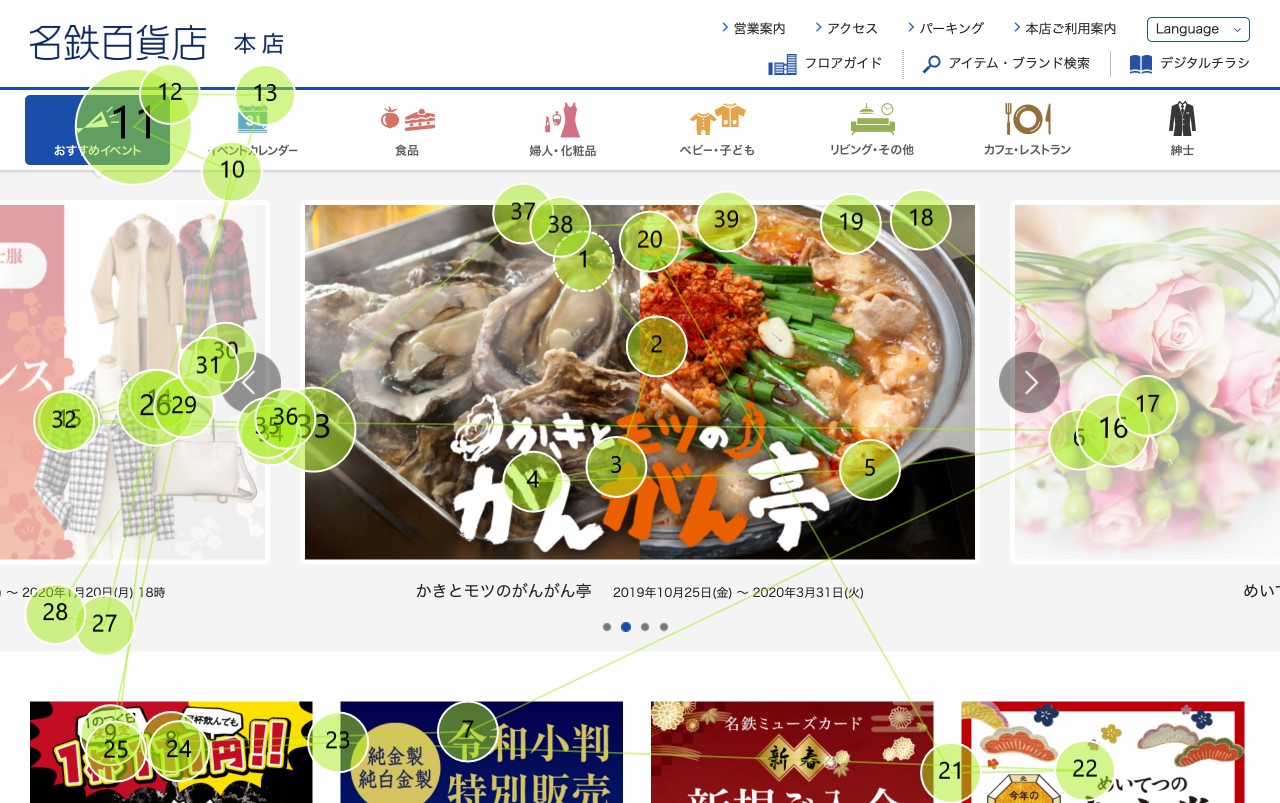 名鉄百貨店 本店
営業案内 アクセス パーキング 本店ご利用案内 Language
フロアガイド アイテム・ブランド検索 デジタルチラシ
おすすめイベント イベントカレンダー 食品 婦人・化粧品 ベビー・子ども リビング・その他 カフェ・レストラン 紳士
31
士服
ンス
かきとモツの
がんがん亭
〜 2020年1月20日(月) 18時
かきとモツのがんがん亭 2019年10月25日(金) 〜 2020年3月31日(火)
めいて
1のつく日
何杯飲んでも
円!!
純金製
純白金製
令和小判
特別販売
名鉄ミューズカード
新春
新規ご入会
めいてつの
今年の
1
2
3
4
5
6
7
8
9
10
11
12
13
16
17
18
19
20
21
22
23
24
25
26
27
28
29
30
31
32
33
34
35
36
37
38
39